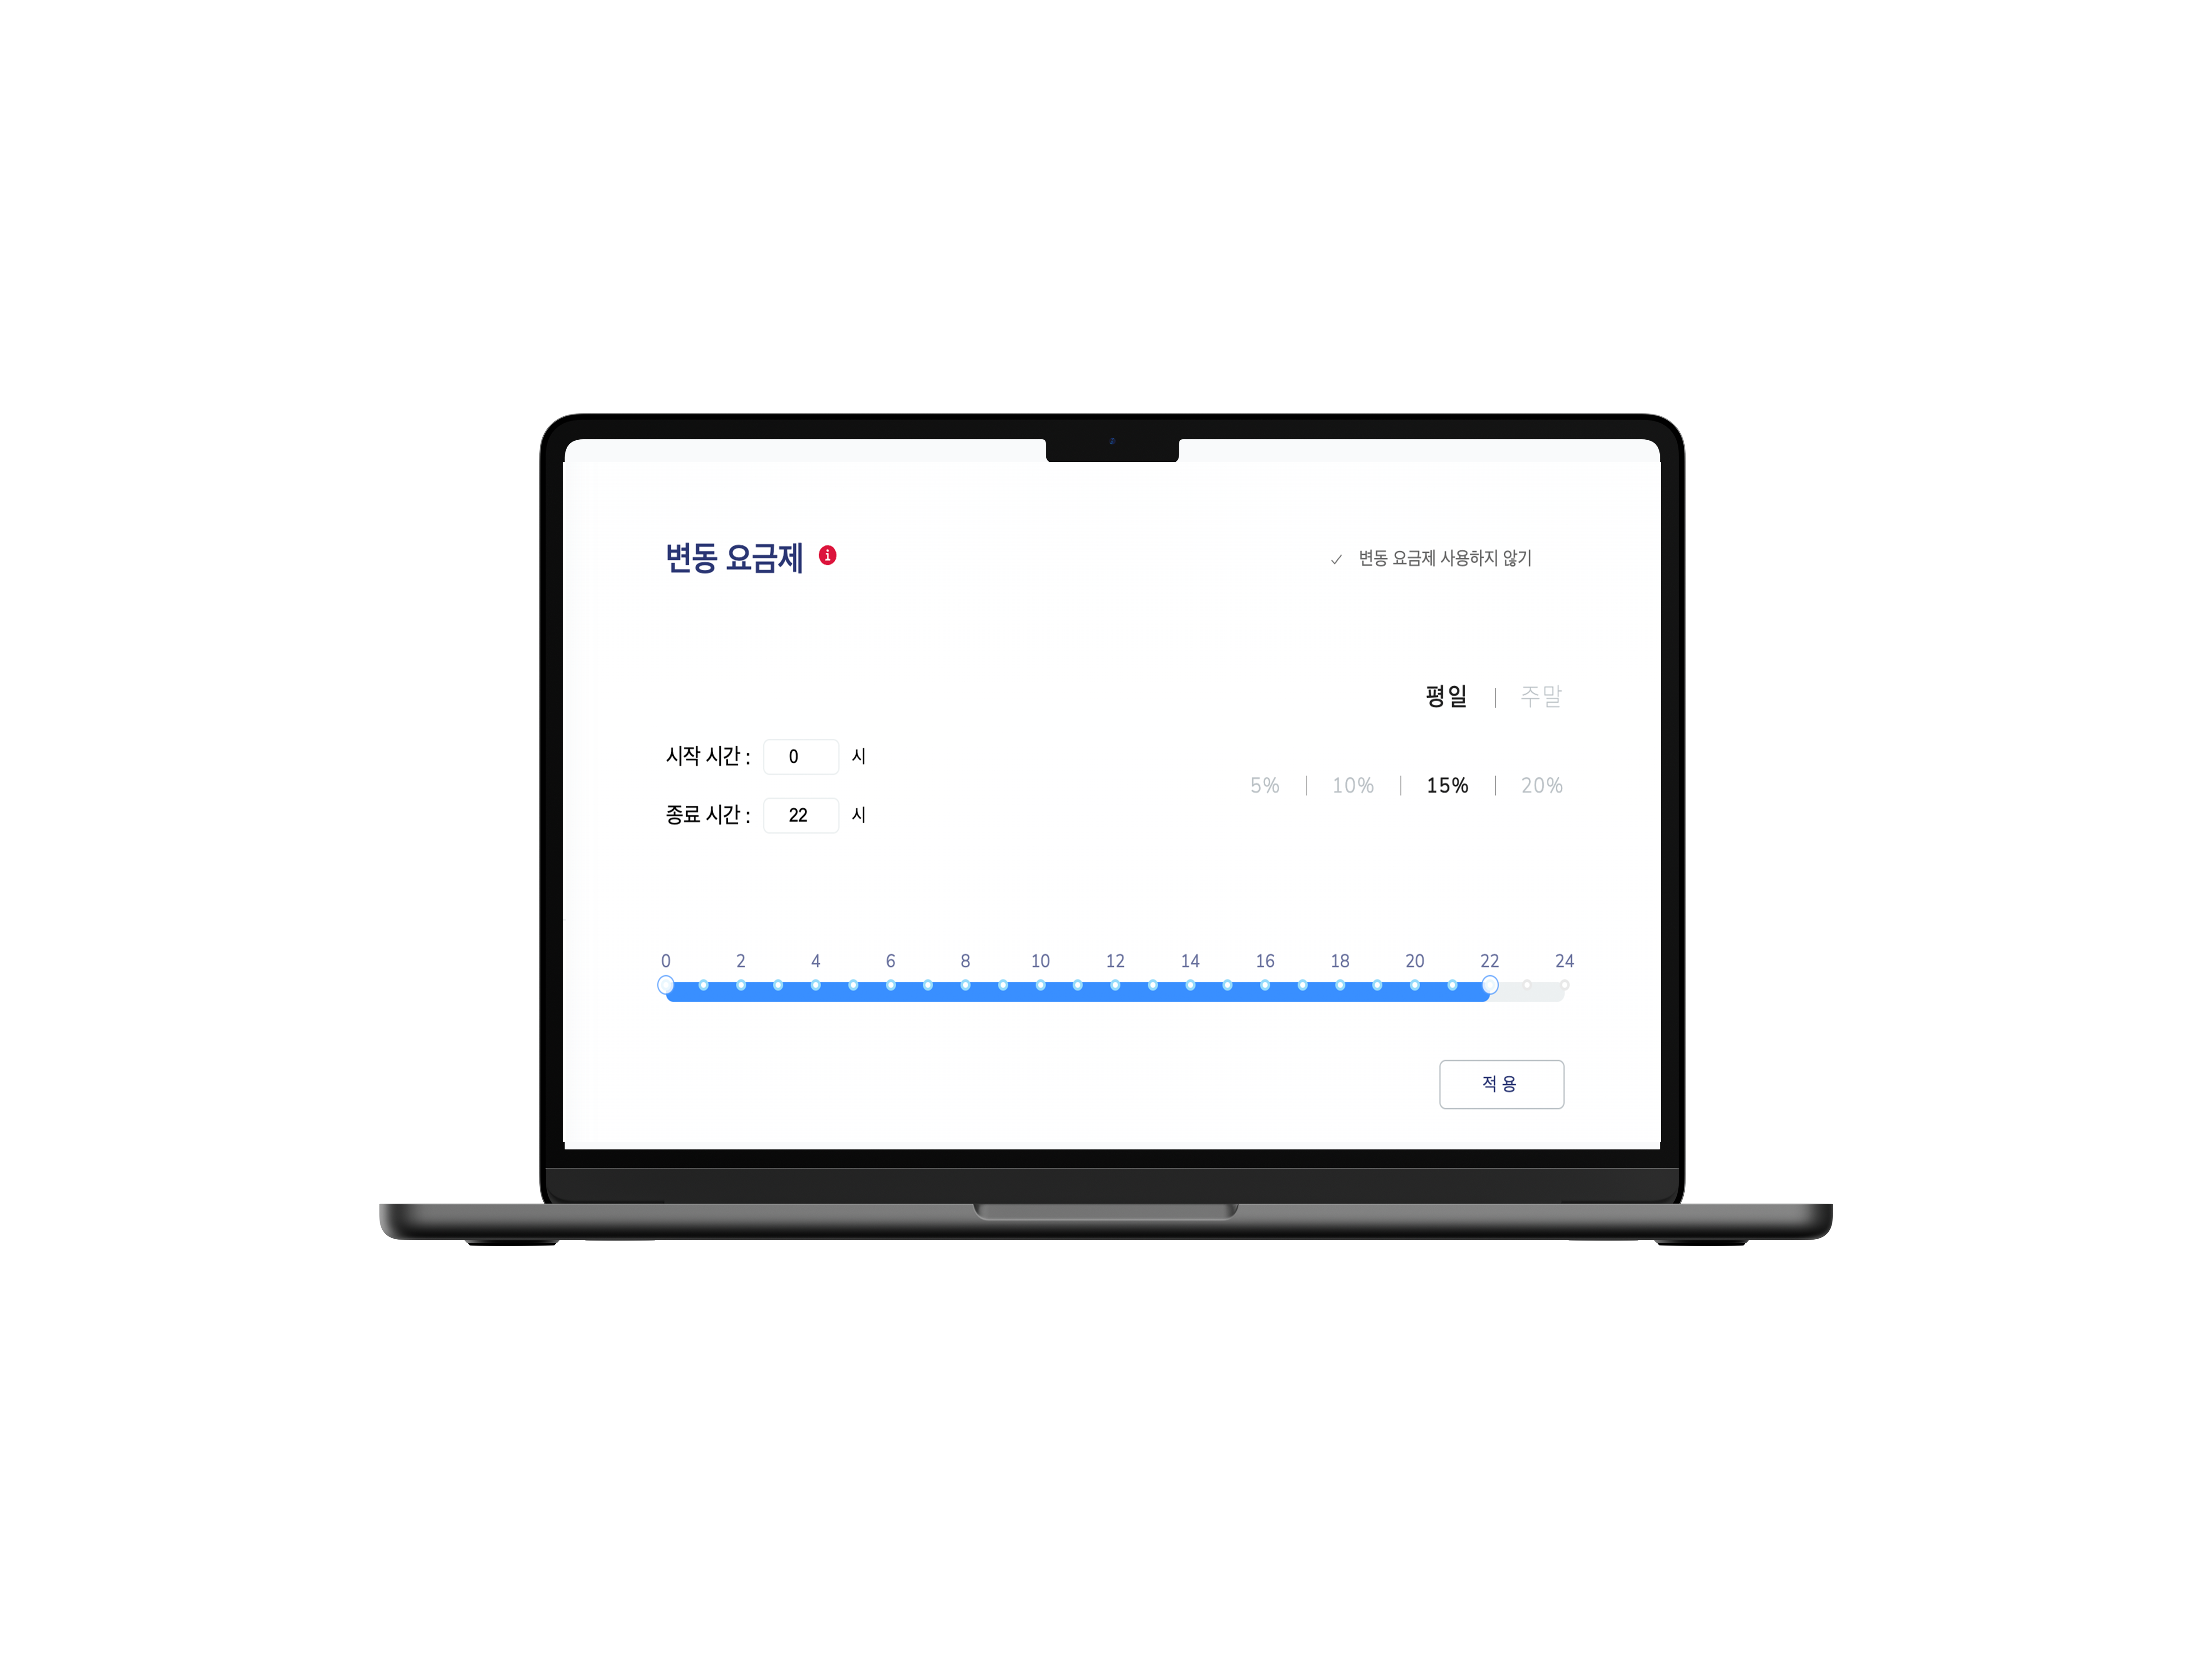 변동 요금제 i
변동 요금제 사용하지 않기
평일 | 주말
시작 시간 : 0 시
5% | 10% | 15% | 20%
종료 시간 : 22 시
0 2 4 6 8 10 12 14 16 18 20 22 24
적용